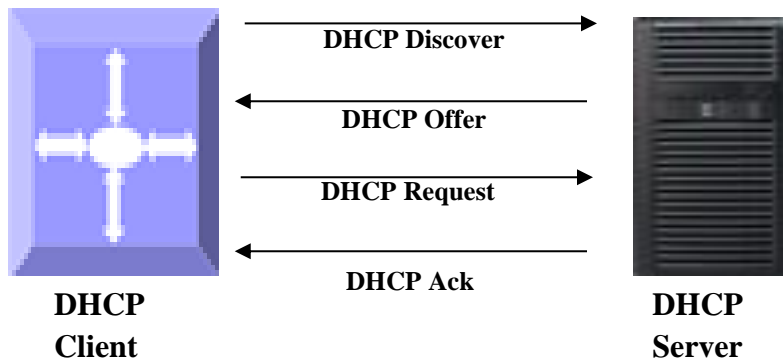 DHCP Discover
DHCP Offer
DHCP Request
DHCP Ack
DHCP
Client
DHCP
Server